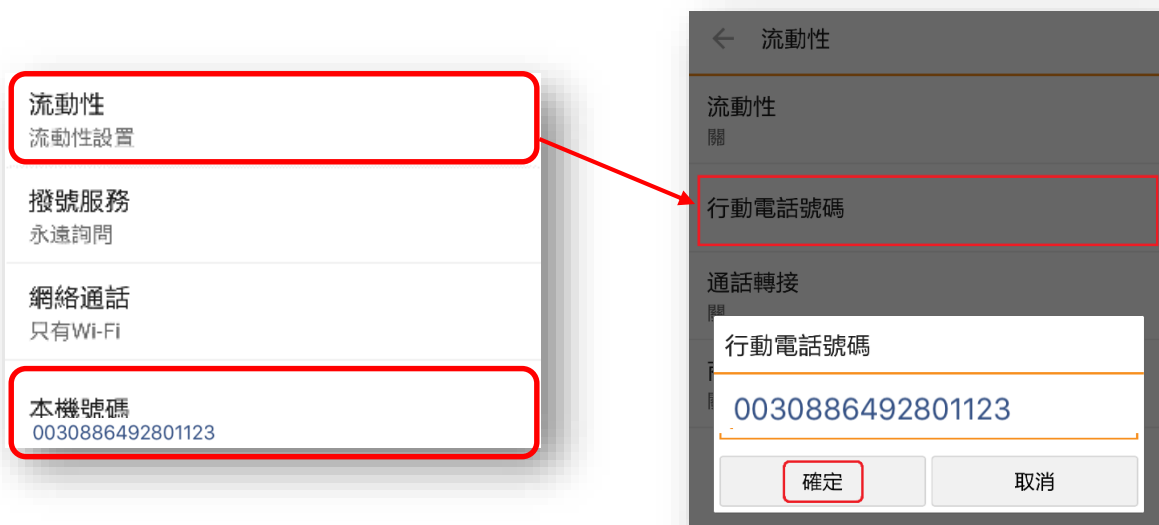 流動性
流動性設置
撥號服務
永遠詢問
網絡通話
只有Wi-Fi
本機號碼
0030886492801123
流動性
流動性
關
行動電話號碼
通話轉接
關
行動電話號碼
0030886492801123
確定
取消